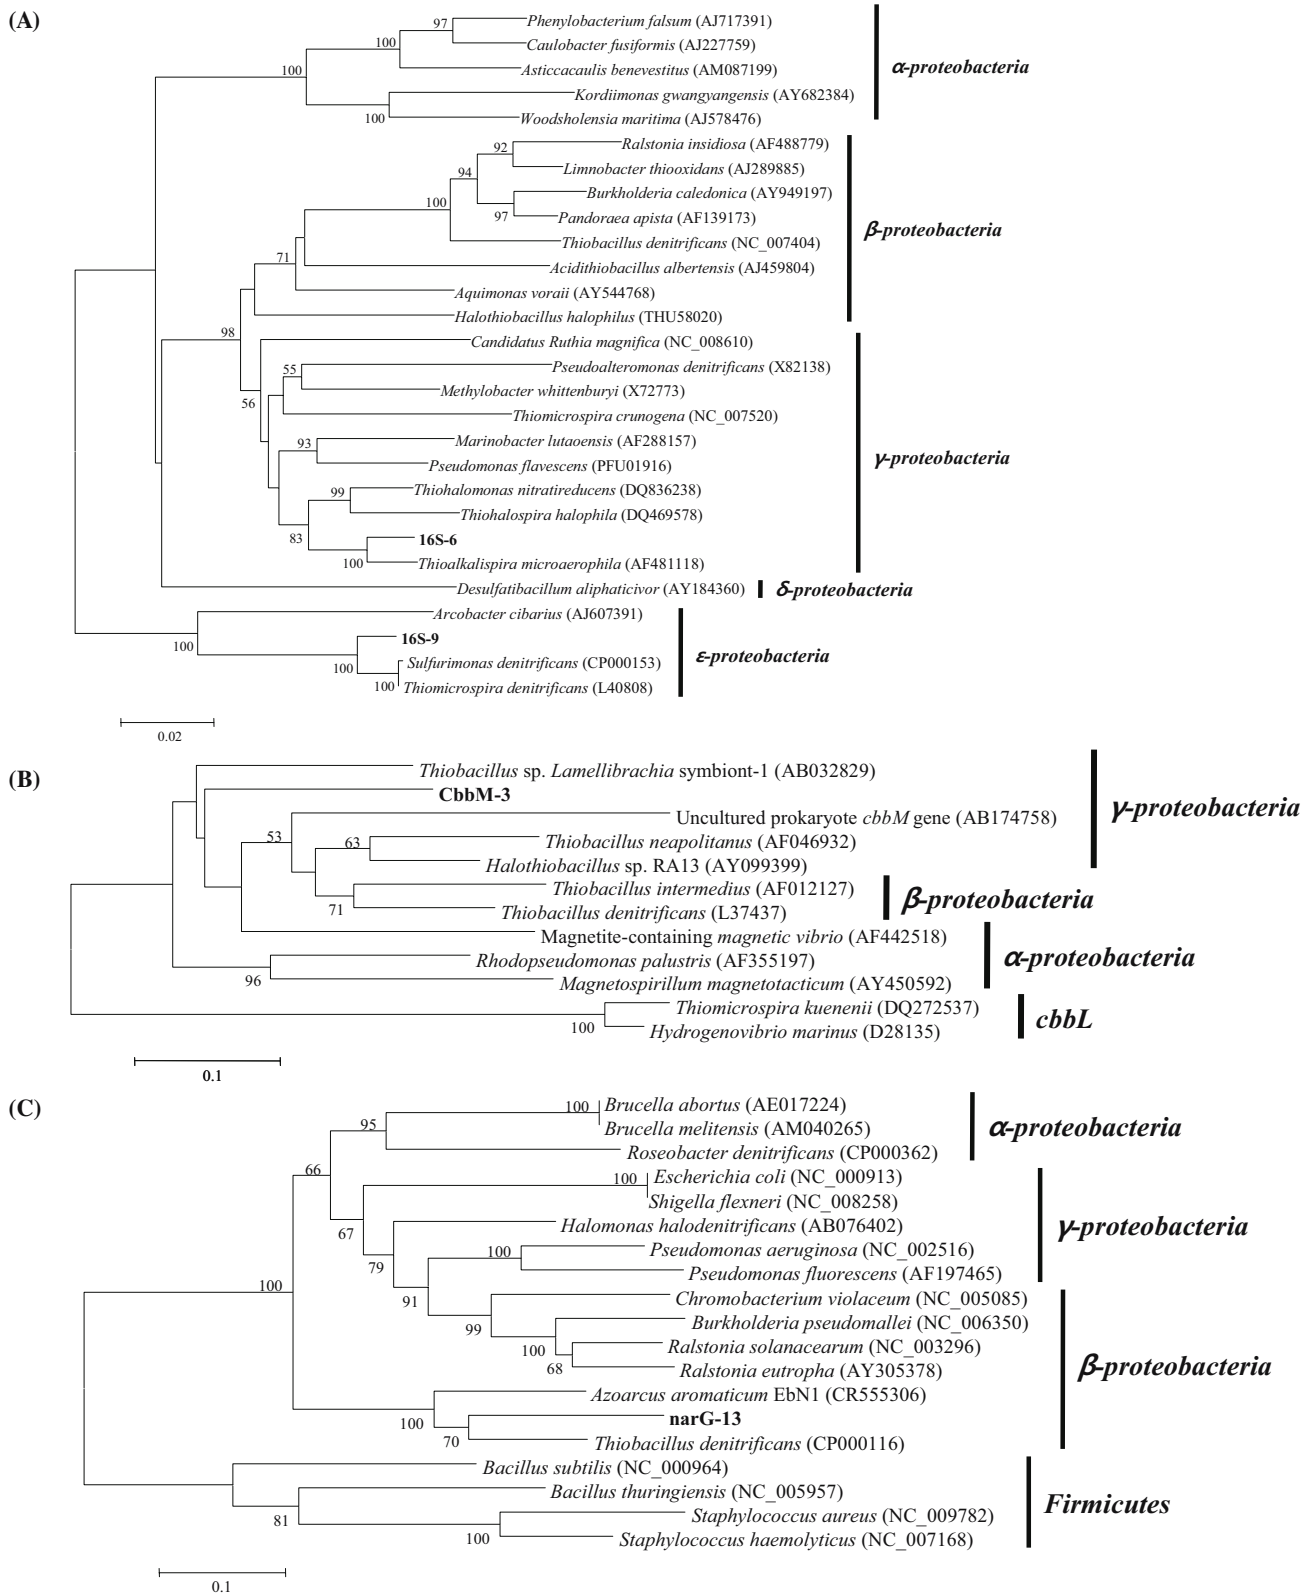 (A)
97
Phenylobacterium falsum (AJ717391)
100
Caulobacter fusiformis (AJ227759)
100
Asticcacaulis benevestitus (AM087199)
α-proteobacteria
Kordiimonas gwangyangensis (AY682384)
100
Woodsholensia maritima (AJ578476)
92
Ralstonia insidiosa (AF488779)
94
Limnobacter thiooxidans (AJ289885)
100
Burkholderia caledonica (AY949197)
97
Pandoraea apista (AF139173)
β-proteobacteria
Thiobacillus denitrificans (NC_007404)
71
Acidithiobacillus albertensis (AJ459804)
Aquimonas voraii (AY544768)
Halothiobacillus halophilus (THU58020)
98
Candidatus Ruthia magnifica (NC_008610)
55
Pseudoalteromonas denitrificans (X82138)
56
Methylobacter whittenburyi (X72773)
Thiomicrospira crunogena (NC_007520)
93
Marinobacter lutaoensis (AF288157)
γ-proteobacteria
Pseudomonas flavescens (PFU01916)
99
Thiohalomonas nitratireducens (DQ836238)
Thiohalospira halophila (DQ469578)
83
16S-6
100
Thioalkalispira microaerophila (AF481118)
Desulfatibacillum aliphaticivor (AY184360)
δ-proteobacteria
Arcobacter cibarius (AJ607391)
100
16S-9
ε-proteobacteria
100
Sulfurimonas denitrificans (CP000153)
100
Thiomicrospira denitrificans (L40808)
0.02
(B)
Thiobacillus sp. Lamellibrachia symbiont-1 (AB032829)
CbbM-3
γ-proteobacteria
Uncultured prokaryote cbbM gene (AB174758)
53
63
Thiobacillus neapolitanus (AF046932)
Halothiobacillus sp. RA13 (AY099399)
Thiobacillus intermedius (AF012127)
β-proteobacteria
71
Thiobacillus denitrificans (L37437)
Magnetite-containing magnetic vibrio (AF442518)
Rhodopseudomonas palustris (AF355197)
α-proteobacteria
96
Magnetospirillum magnetotacticum (AY450592)
Thiomicrospira kuenenii (DQ272537)
cbbL
100
Hydrogenovibrio marinus (D28135)
0.1
(C)
100
Brucella abortus (AE017224)
95
Brucella melitensis (AM040265)
α-proteobacteria
Roseobacter denitrificans (CP000362)
66
100
Escherichia coli (NC_000913)
Shigella flexneri (NC_008258)
67
Halomonas halodenitrificans (AB076402)
γ-proteobacteria
100
Pseudomonas aeruginosa (NC_002516)
79
Pseudomonas fluorescens (AF197465)
100
91
Chromobacterium violaceum (NC_005085)
99
Burkholderia pseudomallei (NC_006350)
100
Ralstonia solanacearum (NC_003296)
68
Ralstonia eutropha (AY305378)
β-proteobacteria
Azoarcus aromaticum EbN1 (CR555306)
100
narG-13
70
Thiobacillus denitrificans (CP000116)
Bacillus subtilis (NC_000964)
Bacillus thuringiensis (NC_005957)
Firmicutes
81
Staphylococcus aureus (NC_009782)
100
Staphylococcus haemolyticus (NC_007168)
0.1